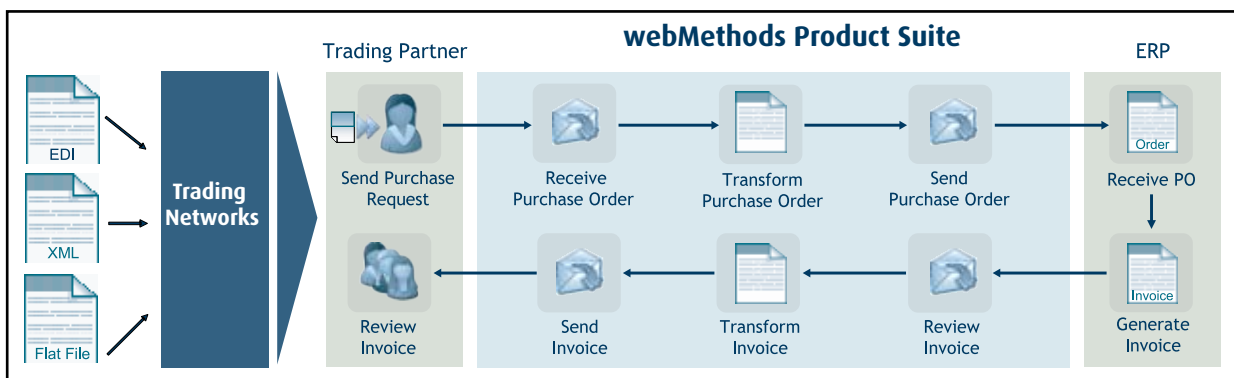 webMethods Product Suite
Trading Partner
ERP
EDI
XML
Flat File
Trading
Networks
Send Purchase
Request
Receive
Purchase Order
Transform
Purchase Order
Send
Purchase Order
Order
Receive PO
Review
Invoice
Send
Invoice
Transform
Invoice
Review
Invoice
Invoice
Generate
Invoice